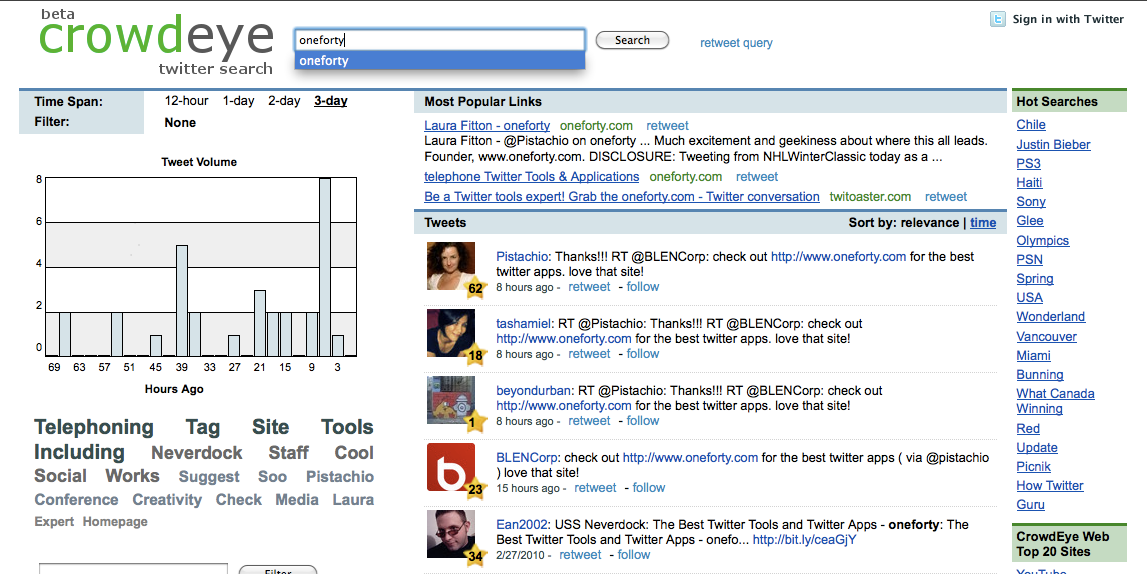 beta
crowdeye
twitter search
oneforty
Search
retweet query
Sign in with Twitter
oneforty
Time Span:
12-hour 1-day 2-day 3-day
Filter:
None
Tweet Volume
8
6
4
2
0
69 63 57 51 45 39 33 27 21 15 9 3
Hours Ago
Telephoning Tag Site Tools
Including Neverdock Staff Cool
Social Works Suggest Soo Pistachio
Conference Creativity Check Media Laura
Expert Homepage
Filter
Most Popular Links
Laura Fitton - oneforty oneforty.com retweet
Laura Fitton - @Pistachio on oneforty ... Much excitement and geekiness about where this all leads.
Founder, www.oneforty.com. DISCLOSURE: Tweeting from NHLWinterClassic today as a ...
telephone Twitter Tools & Applications oneforty.com retweet
Be a Twitter tools expert! Grab the oneforty.com - Twitter conversation twitoaster.com retweet
Tweets
Sort by: relevance | time
Pistachio: Thanks!!! RT @BLENCorp: check out http://www.oneforty.com for the best
twitter apps. love that site!
62
8 hours ago - retweet - follow
tashamiel: RT @Pistachio: Thanks!!! RT @BLENCorp: check out
http://www.oneforty.com for the best twitter apps. love that site!
18
8 hours ago - retweet - follow
beyondurban: RT @Pistachio: Thanks!!! RT @BLENCorp: check out
http://www.oneforty.com for the best twitter apps. love that site!
1
8 hours ago - retweet - follow
BLENCorp: check out http://www.oneforty.com for the best twitter apps ( via @pistachio
) love that site!
b
23
15 hours ago - retweet - follow
Ean2002: USS Neverdock: The Best Twitter Tools and Twitter Apps - oneforty: The
Best Twitter Tools and Twitter Apps - onefo... http://bit.ly/ceaGjY
34
2/27/2010 - retweet - follow
Hot Searches
Chile
Justin Bieber
PS3
Haiti
Sony
Glee
Olympics
PSN
Spring
USA
Wonderland
Vancouver
Miami
Bunning
What Canada
Winning
Red
Update
Picnik
How Twitter
Guru
CrowdEye Web
Top 20 Sites
YouTube